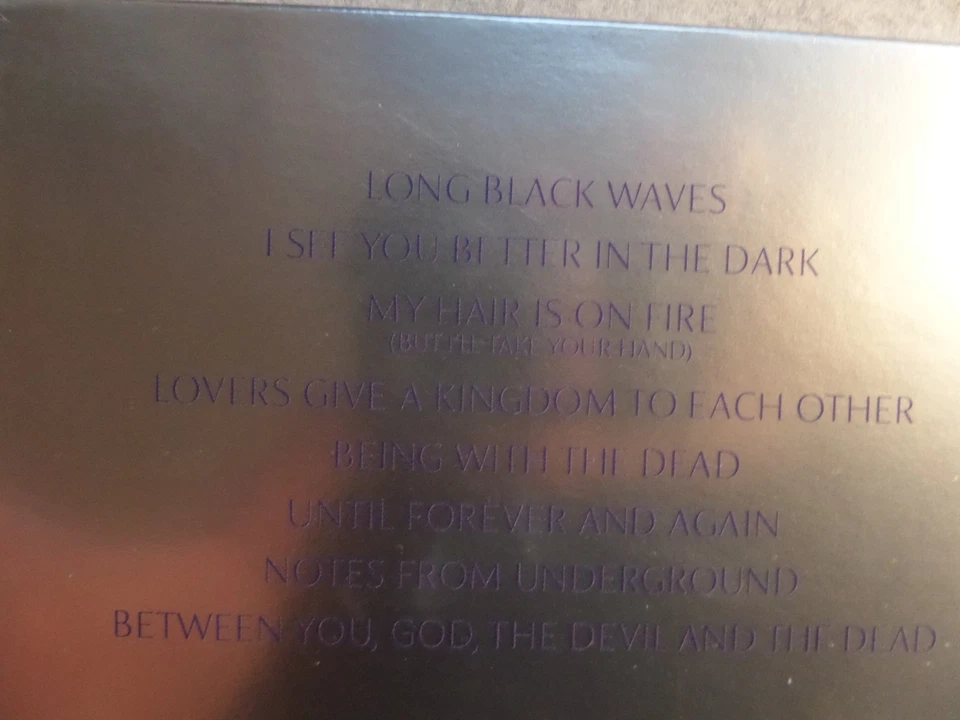 LONG BLACK WAVES
I SEE YOU BETTER IN THE DARK
MY HAIR IS ON FIRE
(BUT I'LL TAKE YOUR HAND)
LOVERS GIVE A KINGDOM TO EACH OTHER
BEING WITH THE DEAD
UNTIL FOREVER AND AGAIN
NOTES FROM UNDERGROUND
BETWEEN YOU, GOD, THE DEVIL AND THE DEAD